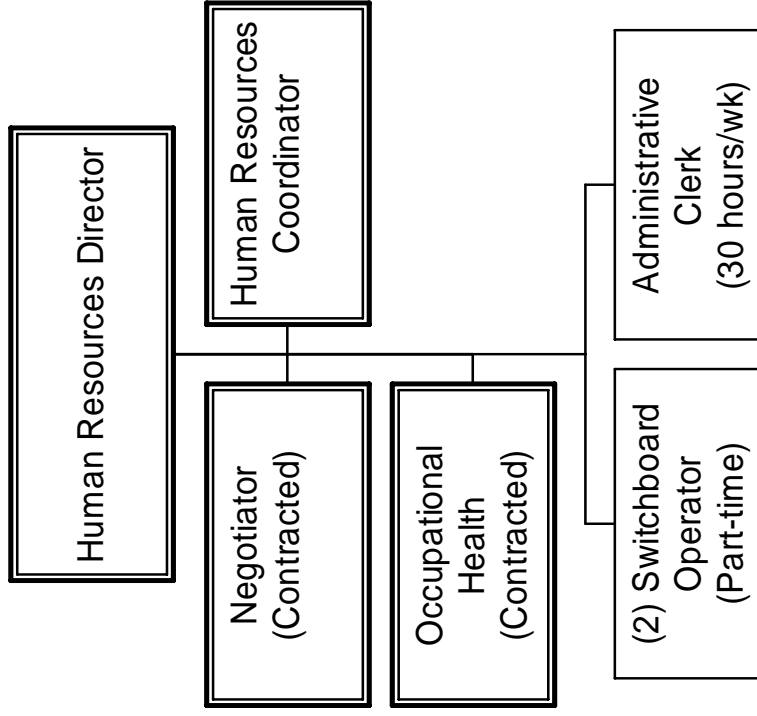 Human Resources Director
Negotiator
(Contracted)
Human Resources
Coordinator
Occupational
Health
(Contracted)
(2) Switchboard
Operator
(Part-time)
Administrative
Clerk
(30 hours/wk)